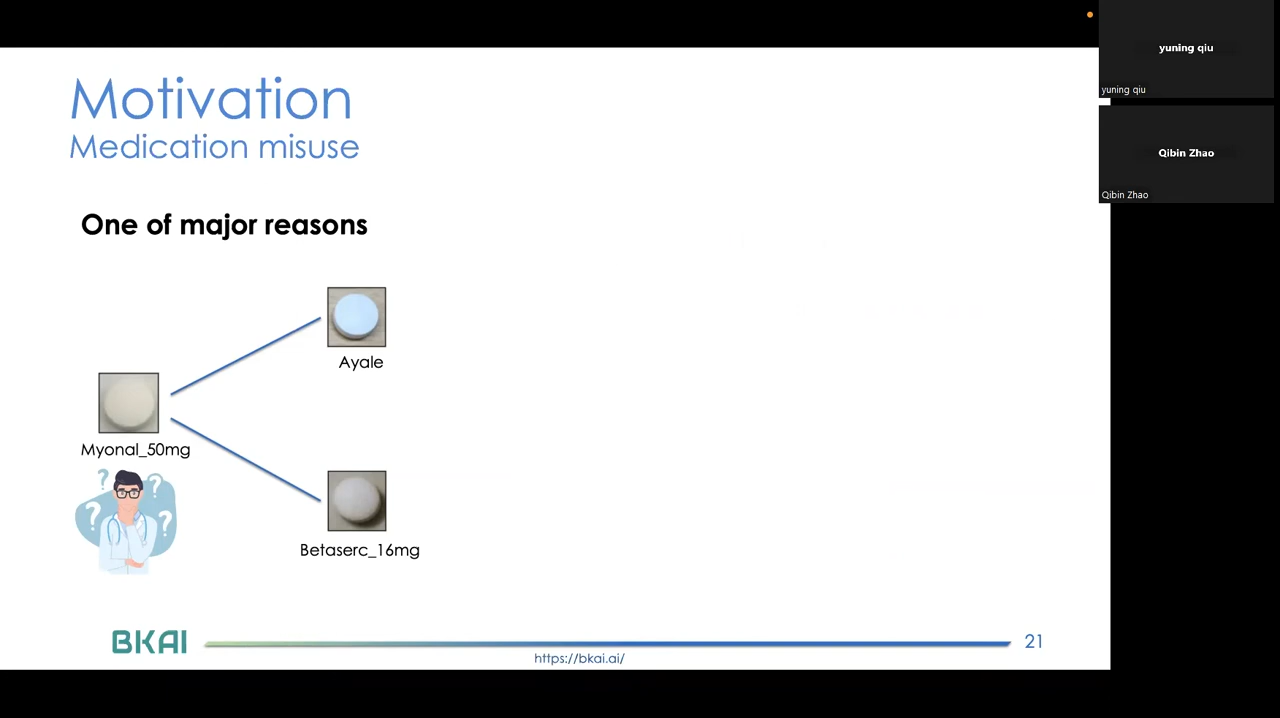 Motivation
Medication misuse
One of major reasons
Ayale
Myonal_50mg
? ? ? ?
Betaserc_16mg
BKAI
21
https://bkai.ai/
yuning qiu
yuning qiu
Qibin Zhao
Qibin Zhao